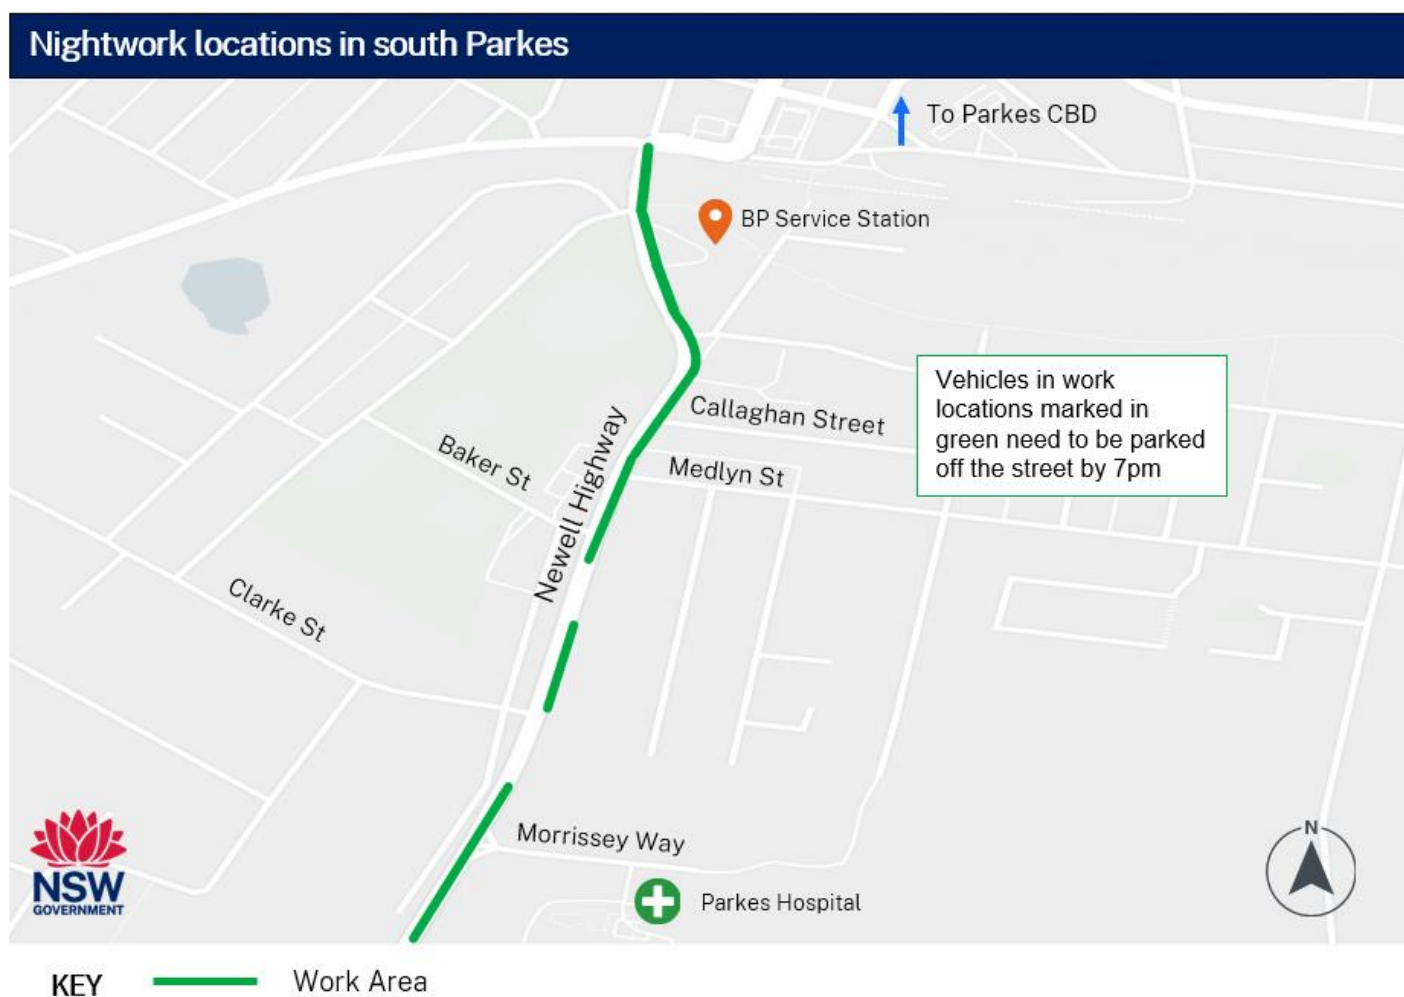 Nightwork locations in south Parkes
To Parkes CBD
BP Service Station
Vehicles in work
locations marked in
green need to be parked
off the street by 7pm
Callaghan Street
Baker St
Medlyn St
Newell Highway
Clarke St
Morrissey Way
Parkes Hospital
NSW
GOVERNMENT
N
KEY
Work Area